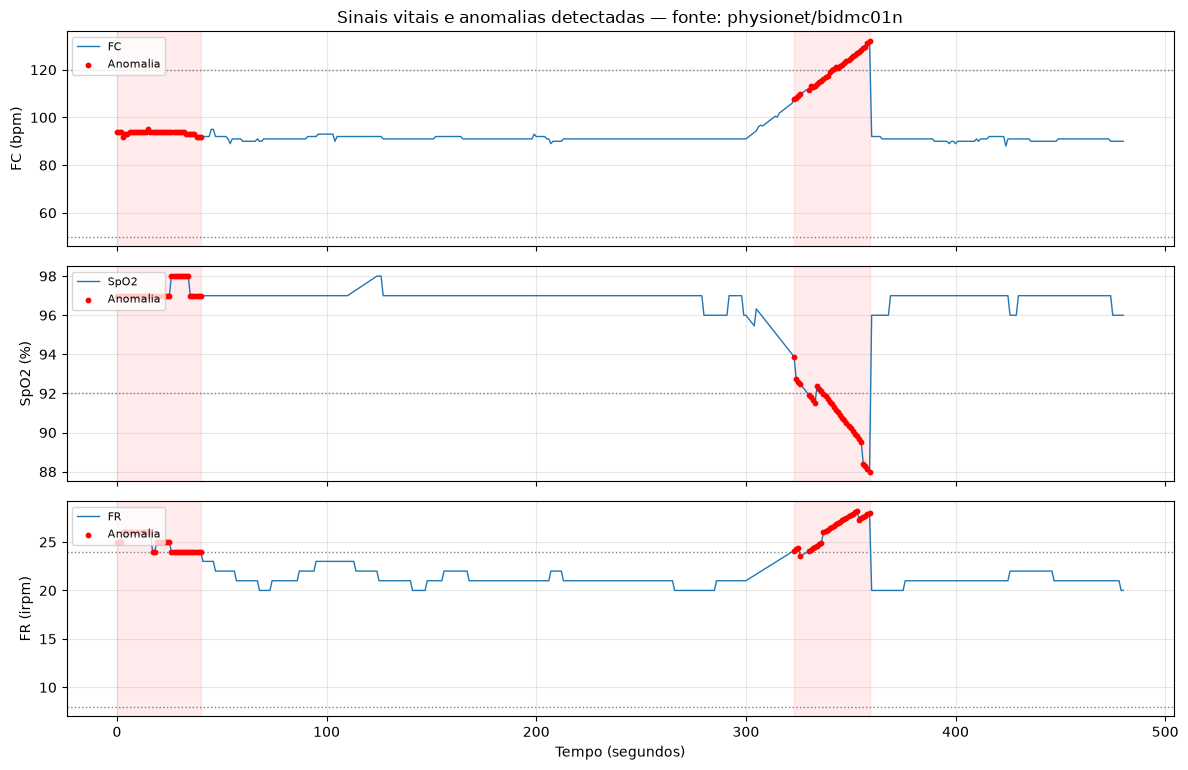 Sinais vitais e anomalias detectadas — fonte: physionet/bidmc01n
FC (bpm)
120
100
80
60
FC
Anomalia
SpO2 (%)
98
96
94
92
90
88
SpO2
Anomalia
FR (irpm)
25
20
15
10
FR
Anomalia
0 100 200 300 400 500
Tempo (segundos)